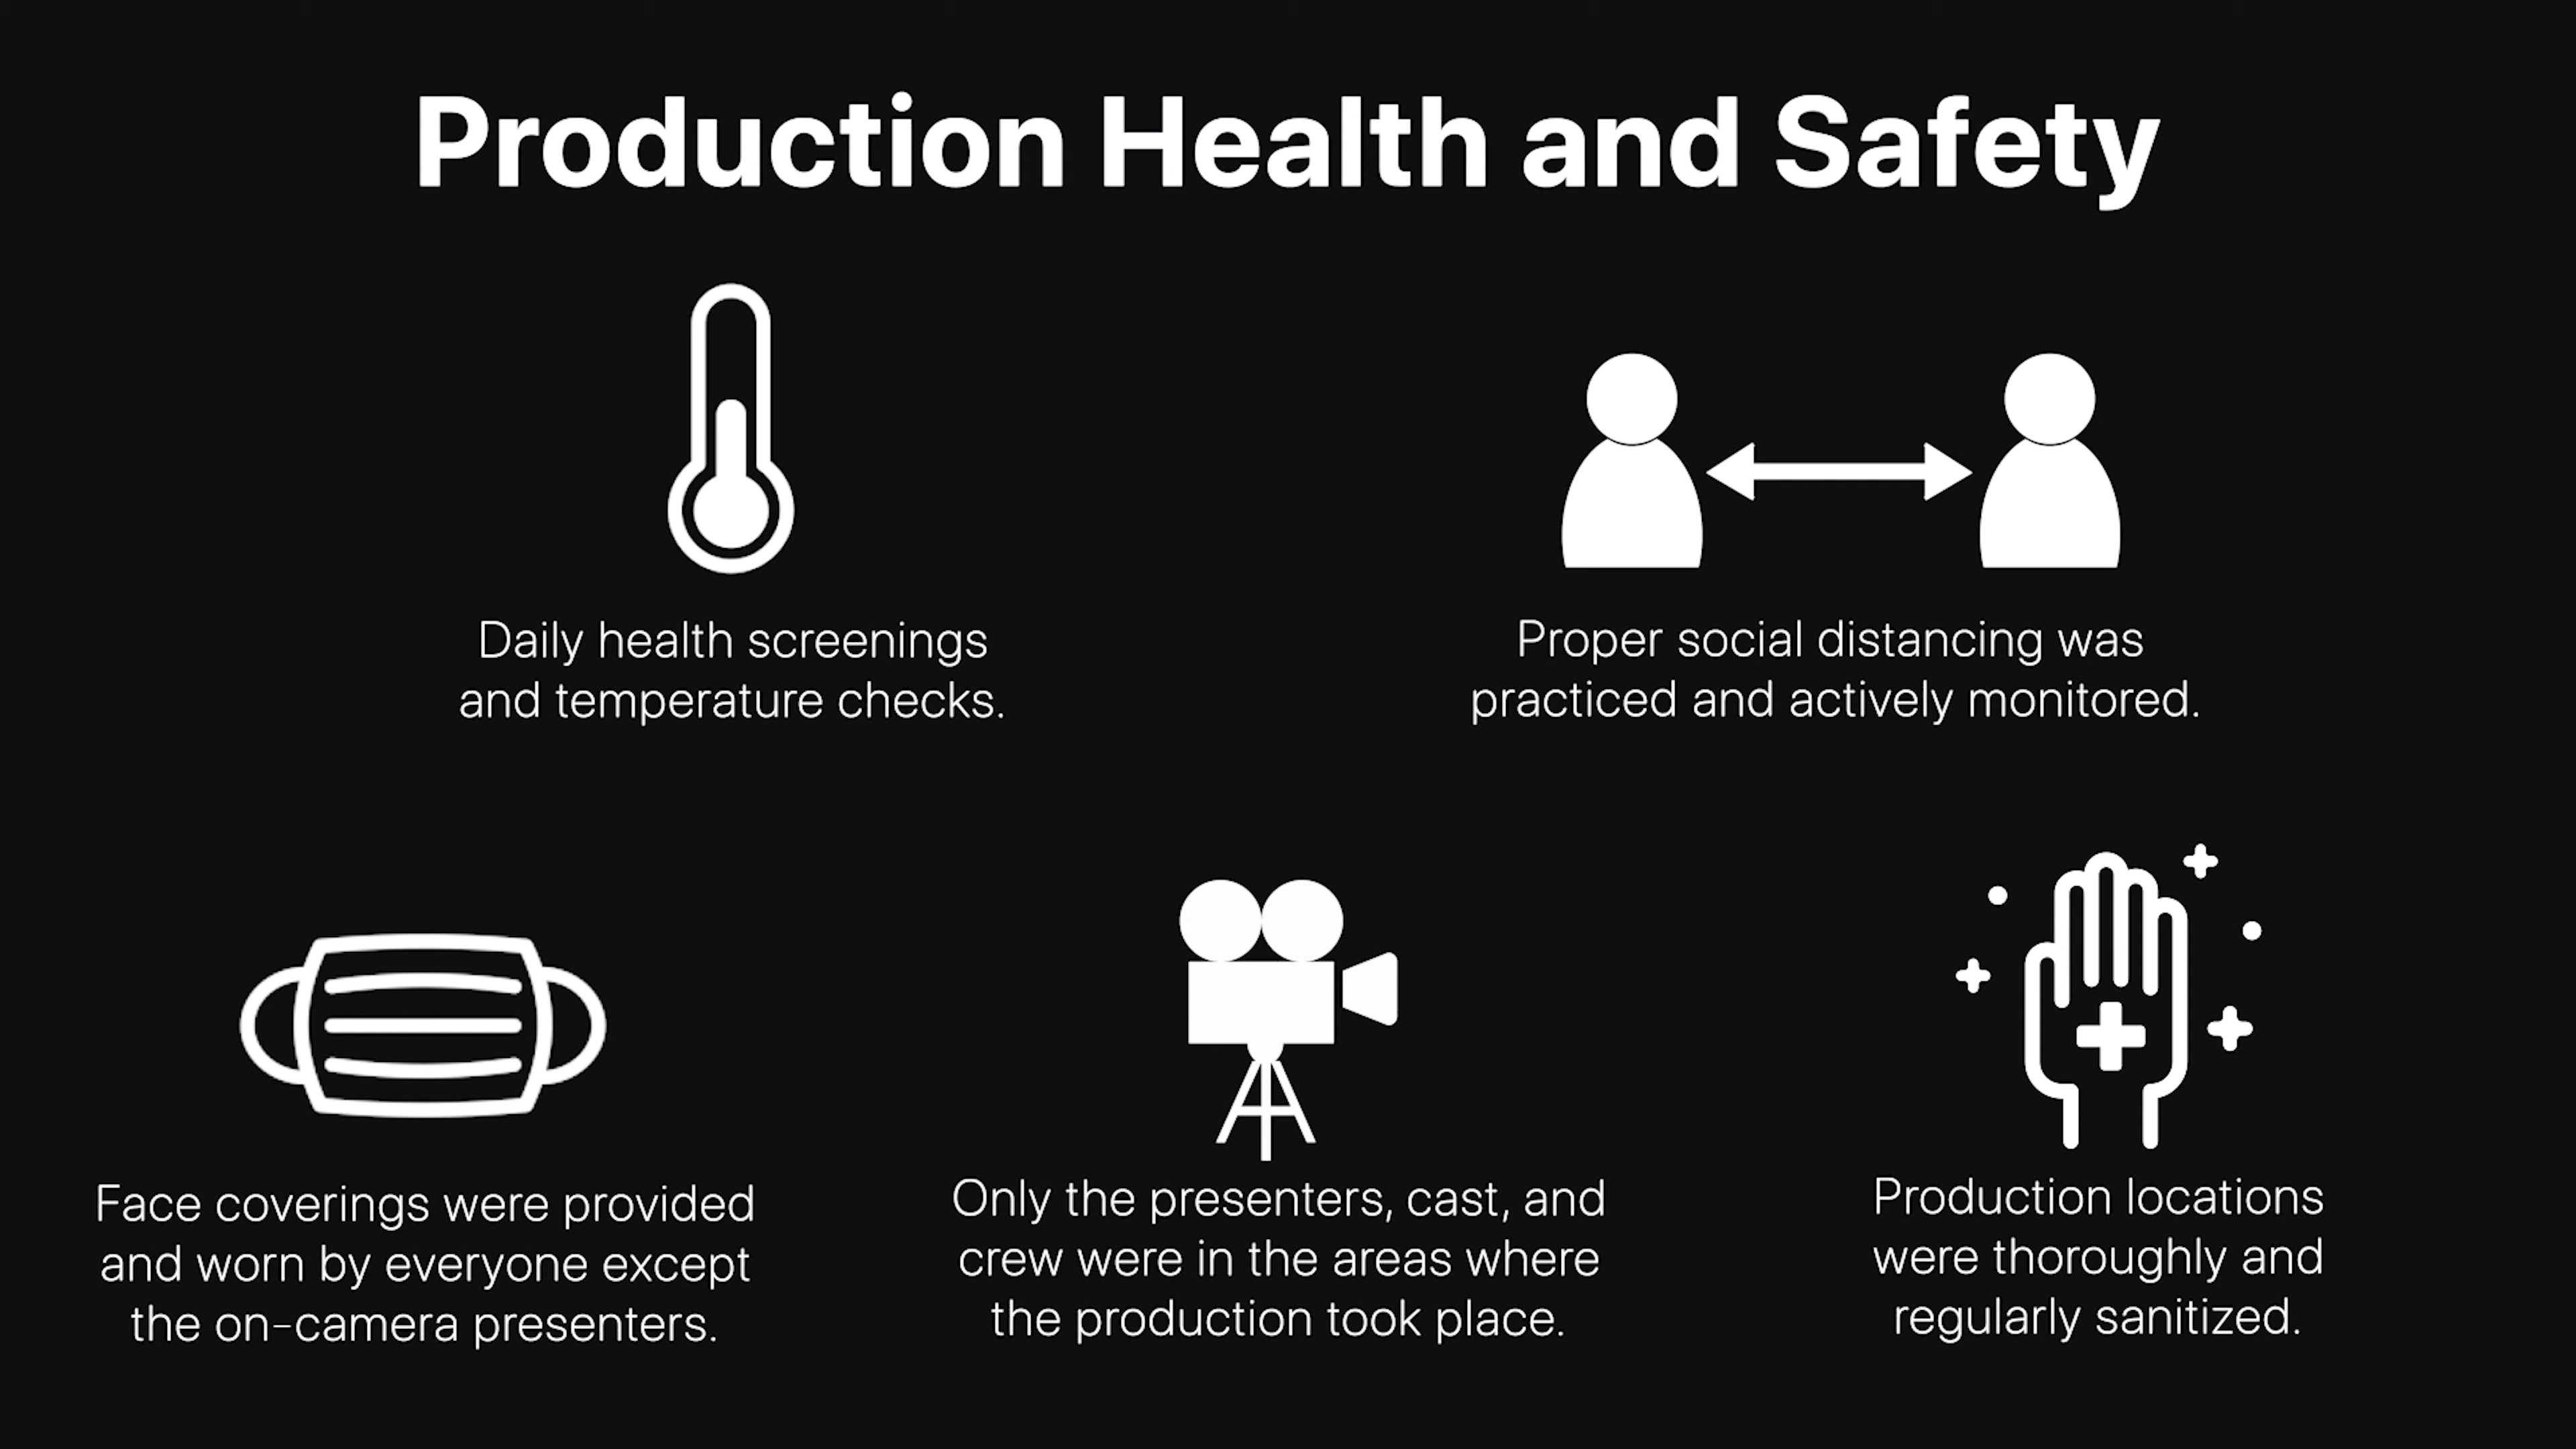 Production Health and Safety
Daily health screenings
and temperature checks.
Proper social distancing was
practiced and actively monitored.
Face coverings were provided
and worn by everyone except
the on-camera presenters.
Only the presenters, cast, and
crew were in the areas where
the production took place.
Production locations
were thoroughly and
regularly sanitized.